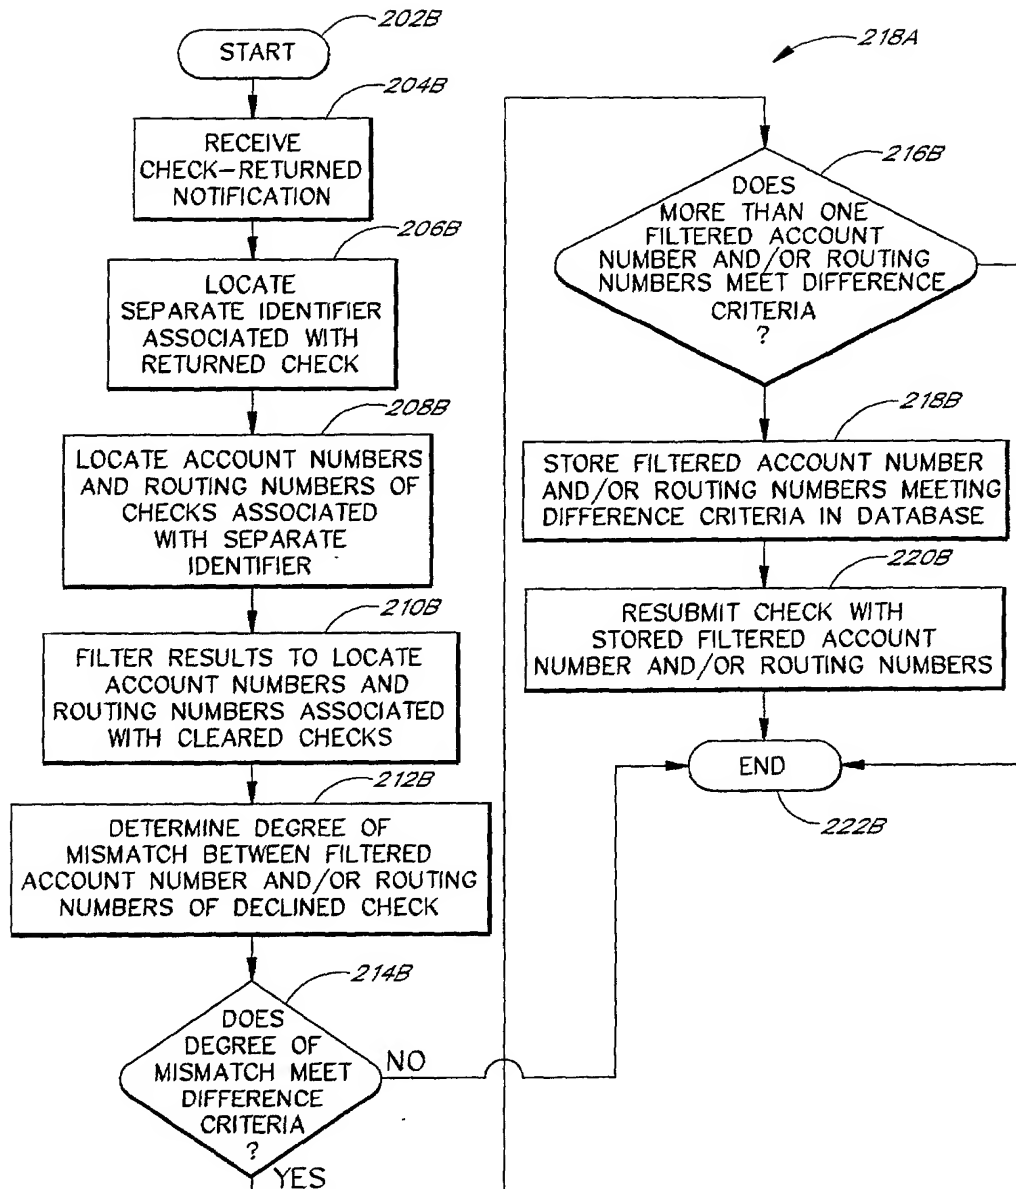 202B
START
204B
RECEIVE
CHECK-RETURNED
NOTIFICATION
206B
LOCATE
SEPARATE IDENTIFIER
ASSOCIATED WITH
RETURNED CHECK
208B
LOCATE ACCOUNT NUMBERS
AND ROUTING NUMBERS OF
CHECKS ASSOCIATED
WITH SEPARATE
IDENTIFIER
210B
FILTER RESULTS TO LOCATE
ACCOUNT NUMBERS AND
ROUTING NUMBERS ASSOCIATED
WITH CLEARED CHECKS
212B
DETERMINE DEGREE OF
MISMATCH BETWEEN FILTERED
ACCOUNT NUMBER AND/OR ROUTING
NUMBERS OF DECLINED CHECK
214B
DOES
DEGREE OF
MISMATCH MEET
DIFFERENCE
CRITERIA
?
NO
YES
218A
216B
DOES
MORE THAN ONE
FILTERED ACCOUNT
NUMBER AND/OR ROUTING
NUMBERS MEET DIFFERENCE
CRITERIA
?
218B
STORE FILTERED ACCOUNT NUMBER
AND/OR ROUTING NUMBERS MEETING
DIFFERENCE CRITERIA IN DATABASE
220B
RESUBMIT CHECK WITH
STORED FILTERED ACCOUNT
NUMBER AND/OR ROUTING NUMBERS
END
222B